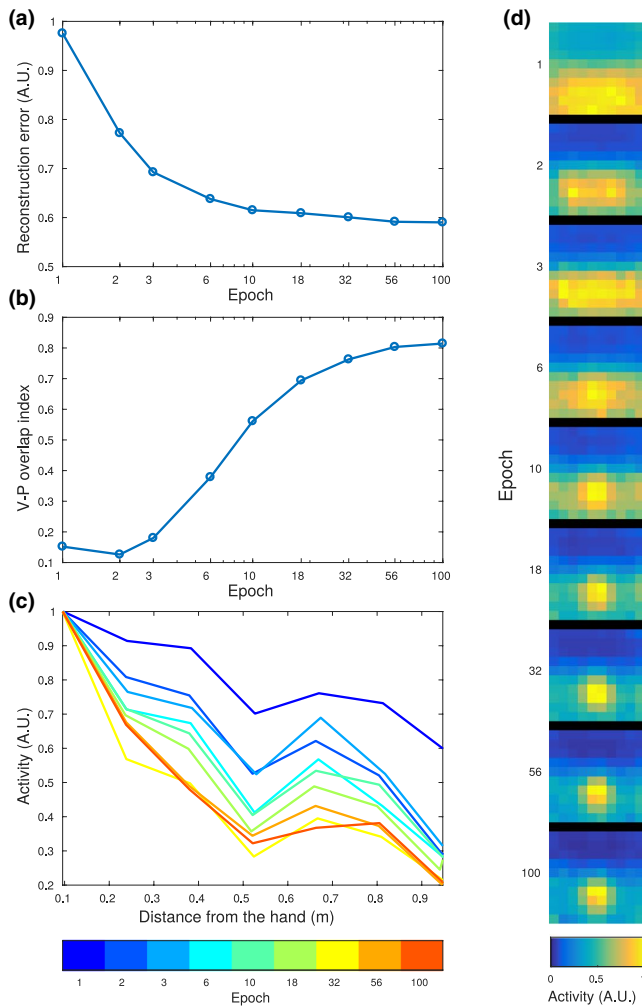 (a)
Reconstruction error (A.U.)
1
0.9
0.8
0.7
0.6
0.5
1 2 3 6 10 18 32 56 100
Epoch
(b)
V-P overlap index
0.9
0.8
0.7
0.6
0.5
0.4
0.3
0.2
0.1
1 2 3 6 10 18 32 56 100
Epoch
(c)
Activity (A.U.)
1
0.9
0.8
0.7
0.6
0.5
0.4
0.3
0.2
0.1 0.2 0.3 0.4 0.5 0.6 0.7 0.8 0.9
Distance from the hand (m)
1 2 3 6 10 18 32 56 100
Epoch
(d)
Epoch
1
2
3
6
10
18
32
56
100
0 0.5 1
Activity (A.U.)